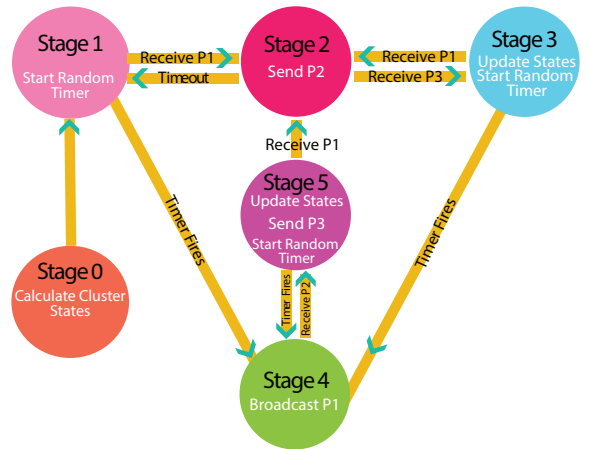 Stage 1
Start Random
Timer
Receive P1
Timeout
Stage 2
Send P2
Receive P1
Receive P3
Stage 3
Update States
Start Random
Timer
Receive P1
Stage 5
Update States
Send P3
Start Random
Timer
Timer Fires
Timer Fires
Stage 0
Calculate Cluster
States
Timer Fires
Receive P2
Stage 4
Broadcast P1